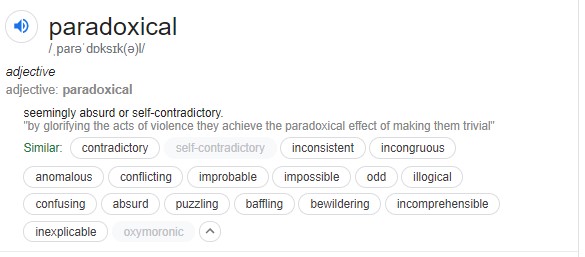 paradoxical
/ˌparəˈdɒksɪk(ə)l/
adjective
adjective: paradoxical
seemingly absurd or self-contradictory.
"by glorifying the acts of violence they achieve the paradoxical effect of making them trivial"
Similar: contradictory self-contradictory inconsistent incongruous
anomalous conflicting improbable impossible odd illogical
confusing absurd puzzling baffling bewildering incomprehensible
inexplicable oxymoronic